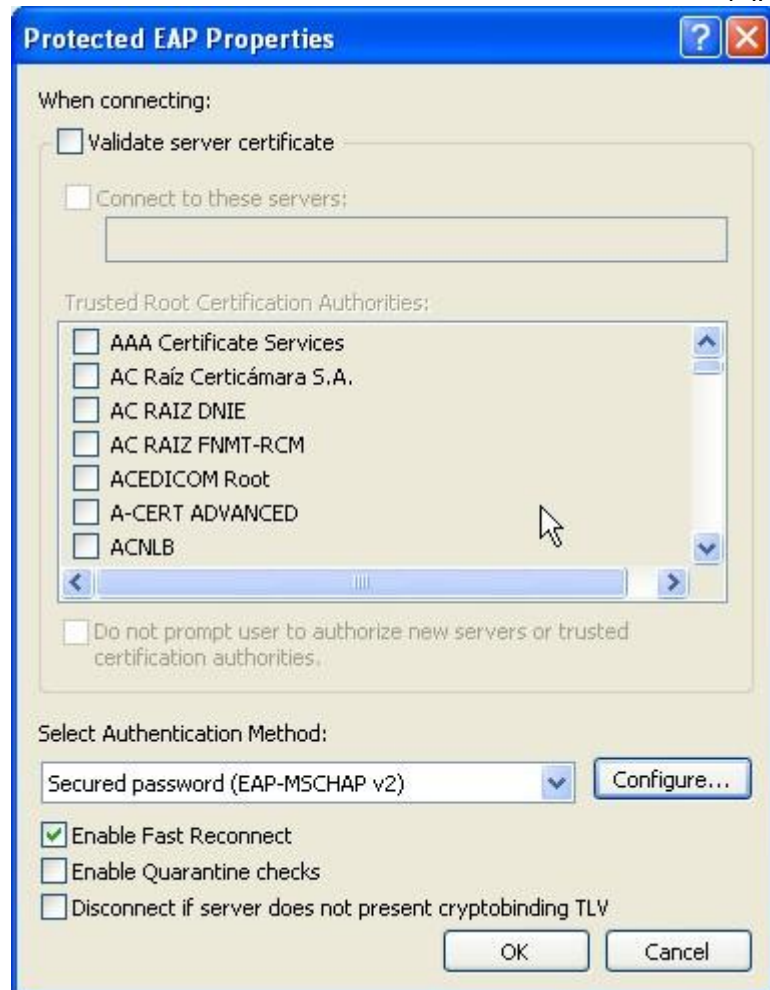 Protected EAP Properties
When connecting:
Validate server certificate
Connect to these servers:
Trusted Root Certification Authorities:
AAA Certificate Services
AC Raíz Certicámara S.A.
AC RAIZ DNIE
AC RAIZ FNMT-RCM
ACEDICOM Root
A-CERT ADVANCED
ACNLB
Do not prompt user to authorize new servers or trusted
certification authorities.
Select Authentication Method:
Secured password (EAP-MSCHAP v2)
Configure...
Enable Fast Reconnect
Enable Quarantine checks
Disconnect if server does not present cryptobinding TLV
OK
Cancel